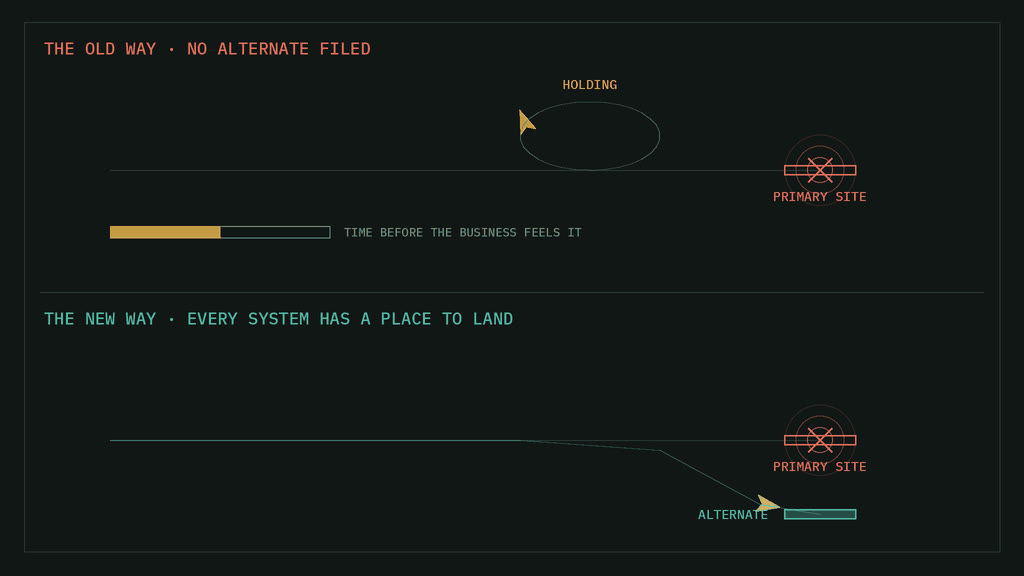 THE OLD WAY · NO ALTERNATE FILED
HOLDING
PRIMARY SITE
TIME BEFORE THE BUSINESS FEELS IT
THE NEW WAY · EVERY SYSTEM HAS A PLACE TO LAND
PRIMARY SITE
ALTERNATE